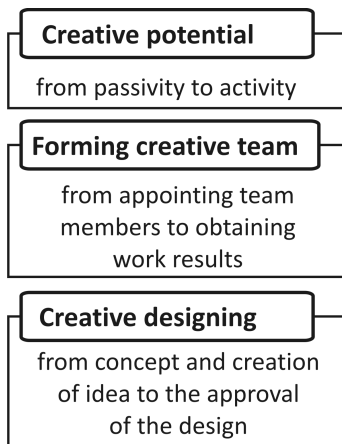 Creative potential
from passivity to activity
Forming creative team
from appointing team
members to obtaining
work results
Creative designing
from concept and creation
of idea to the approval
of the design